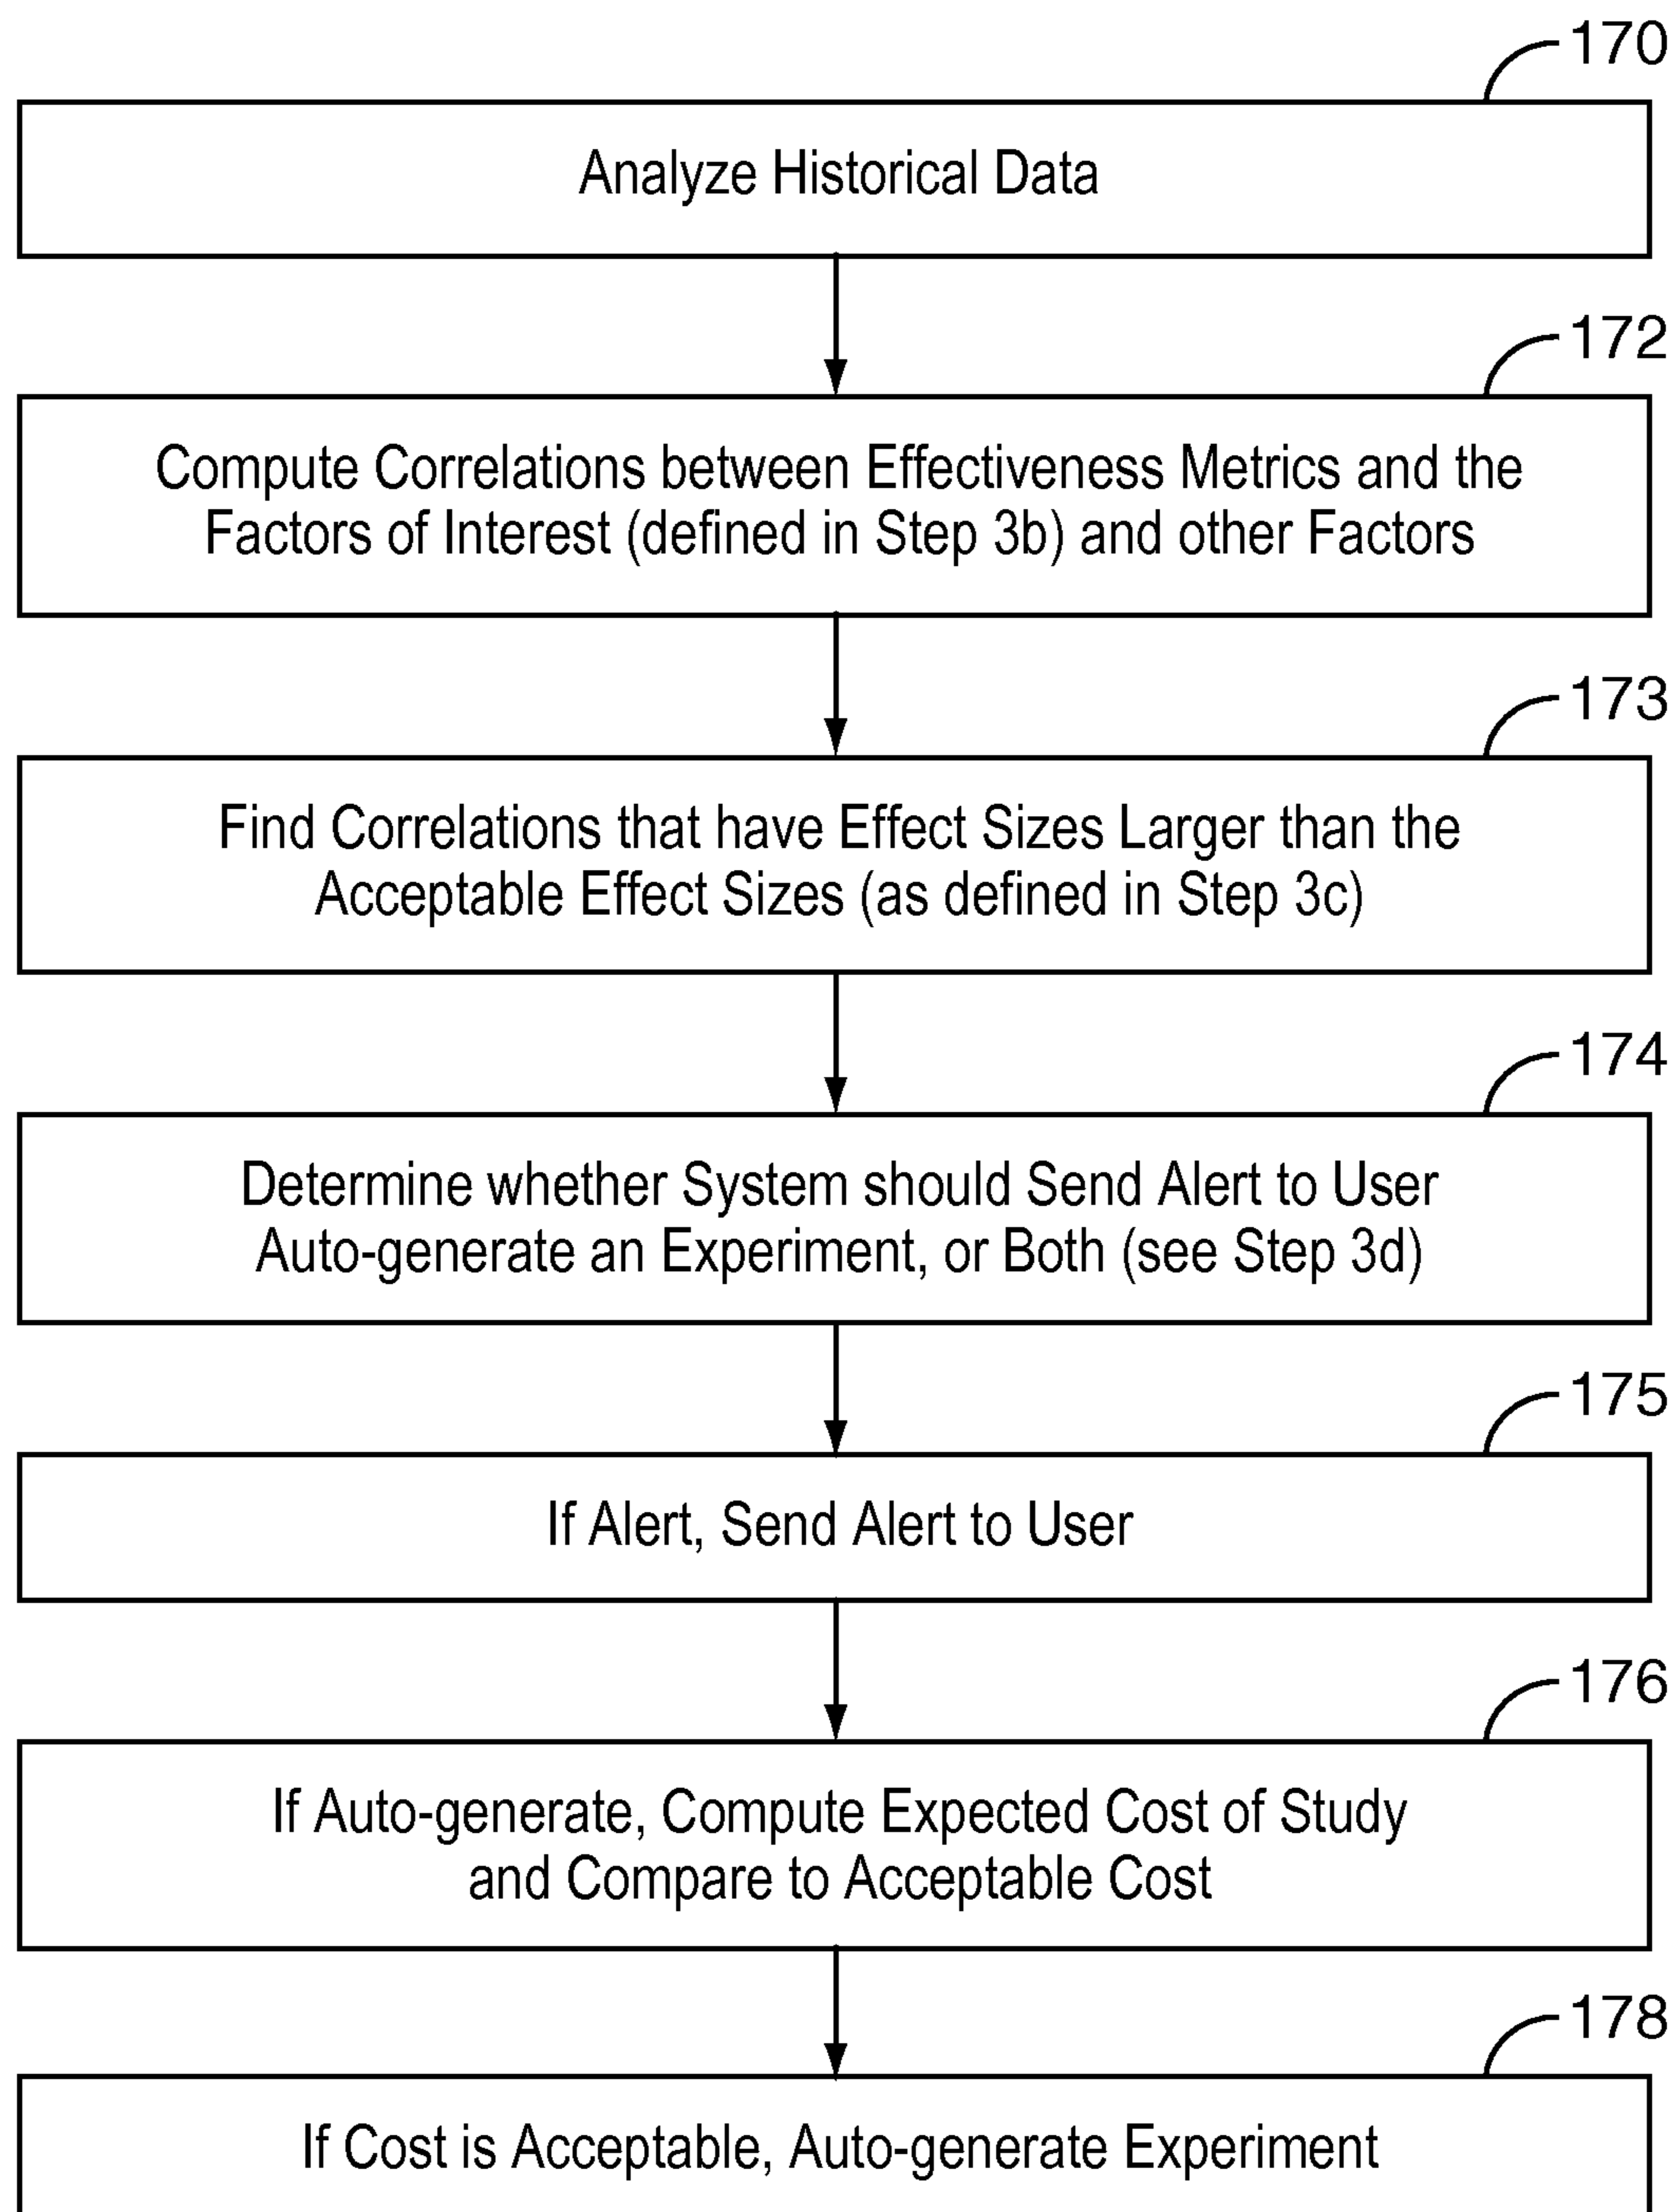 170
Analyze Historical Data
172
Compute Correlations between Effectiveness Metrics and the
Factors of Interest (defined in Step 3b) and other Factors
173
Find Correlations that have Effect Sizes Larger than the
Acceptable Effect Sizes (as defined in Step 3c)
174
Determine whether System should Send Alert to User
Auto-generate an Experiment, or Both (see Step 3d)
175
If Alert, Send Alert to User
176
If Auto-generate, Compute Expected Cost of Study
and Compare to Acceptable Cost
178
If Cost is Acceptable, Auto-generate Experiment